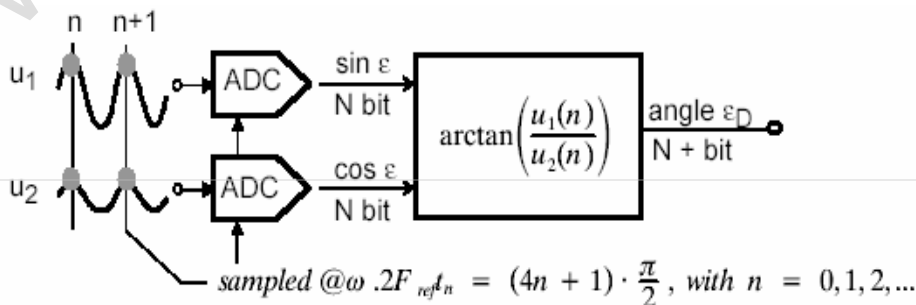 n n+1
u1 ADC sin ε
N bit
arctan(u1(n)/u2(n)) angle εD
N + bit
u2 ADC cos ε
N bit
sampled @ω .2F ref tn = (4n + 1) · π/2 , with n = 0,1,2,...